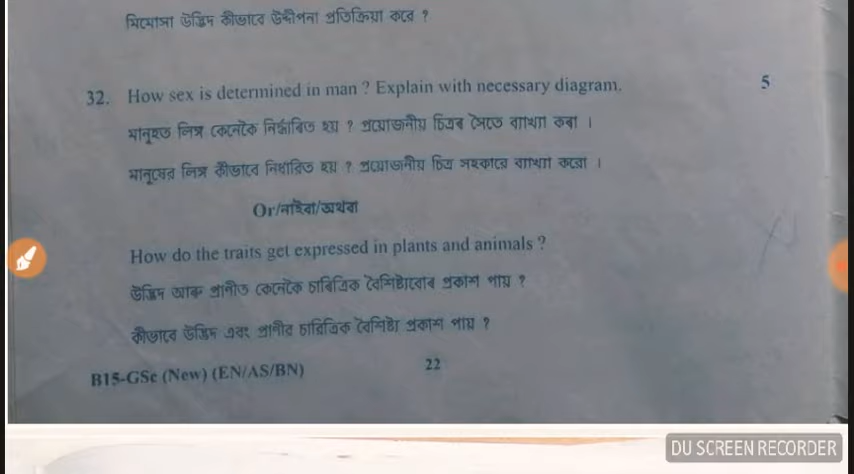 মিমোসা উদ্ভিদ কীভাবে উদ্দীপনা প্রতিক্রিয়া করে ?
32. How sex is determined in man ? Explain with necessary diagram. 5
মানুহত লিঙ্গ কেনেকৈ নিৰ্দ্ধাৰিত হয় ? প্ৰয়োজনীয় চিত্ৰৰ সৈতে ব্যাখ্যা কৰা ।
মানুষের লিঙ্গ কীভাবে নির্ধারিত হয় ? প্রয়োজনীয় চিত্র সহকারে ব্যাখ্যা করো ।
Or/নাইবা/অথবা
How do the traits get expressed in plants and animals ?
উদ্ভিদ আৰু প্ৰাণীত কেনেকৈ চাৰিত্ৰিক বৈশিষ্ট্যবোৰ প্ৰকাশ পায় ?
কীভাবে উদ্ভিদ এবং প্রাণীর চারিত্রিক বৈশিষ্ট্য প্রকাশ পায় ?
B15-GSc (New) (EN/AS/BN) 22
DU SCREEN RECORDER